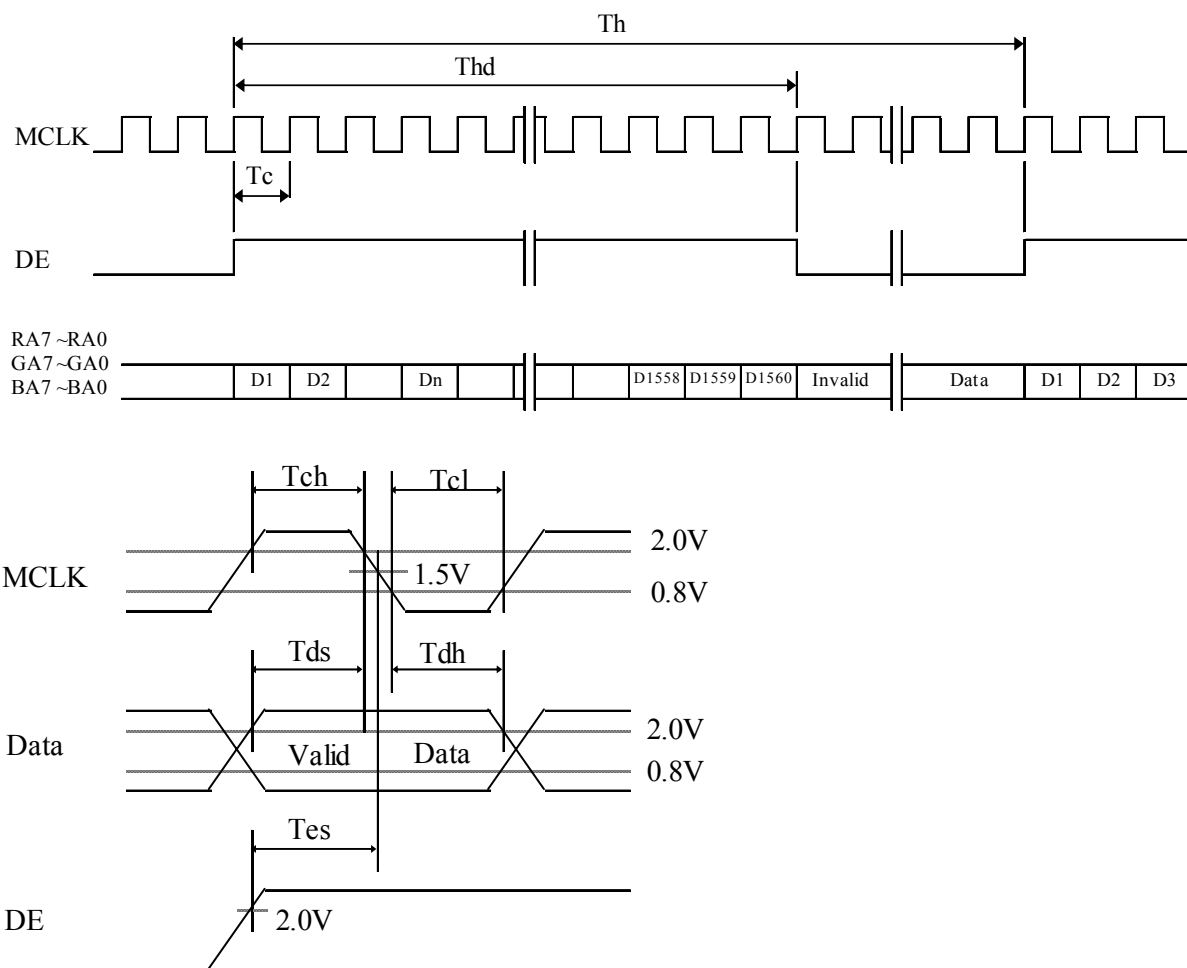 Th
Thd
MCLK
Tc
DE
RA7 ~RA0
GA7 ~GA0
BA7 ~BA0
D1 D2 Dn D1558 D1559 D1560 Invalid Data D1 D2 D3
Tch Tcl
2.0V
MCLK 1.5V
0.8V
Tds Tdh
2.0V
Data Valid Data
0.8V
Tes
DE 2.0V